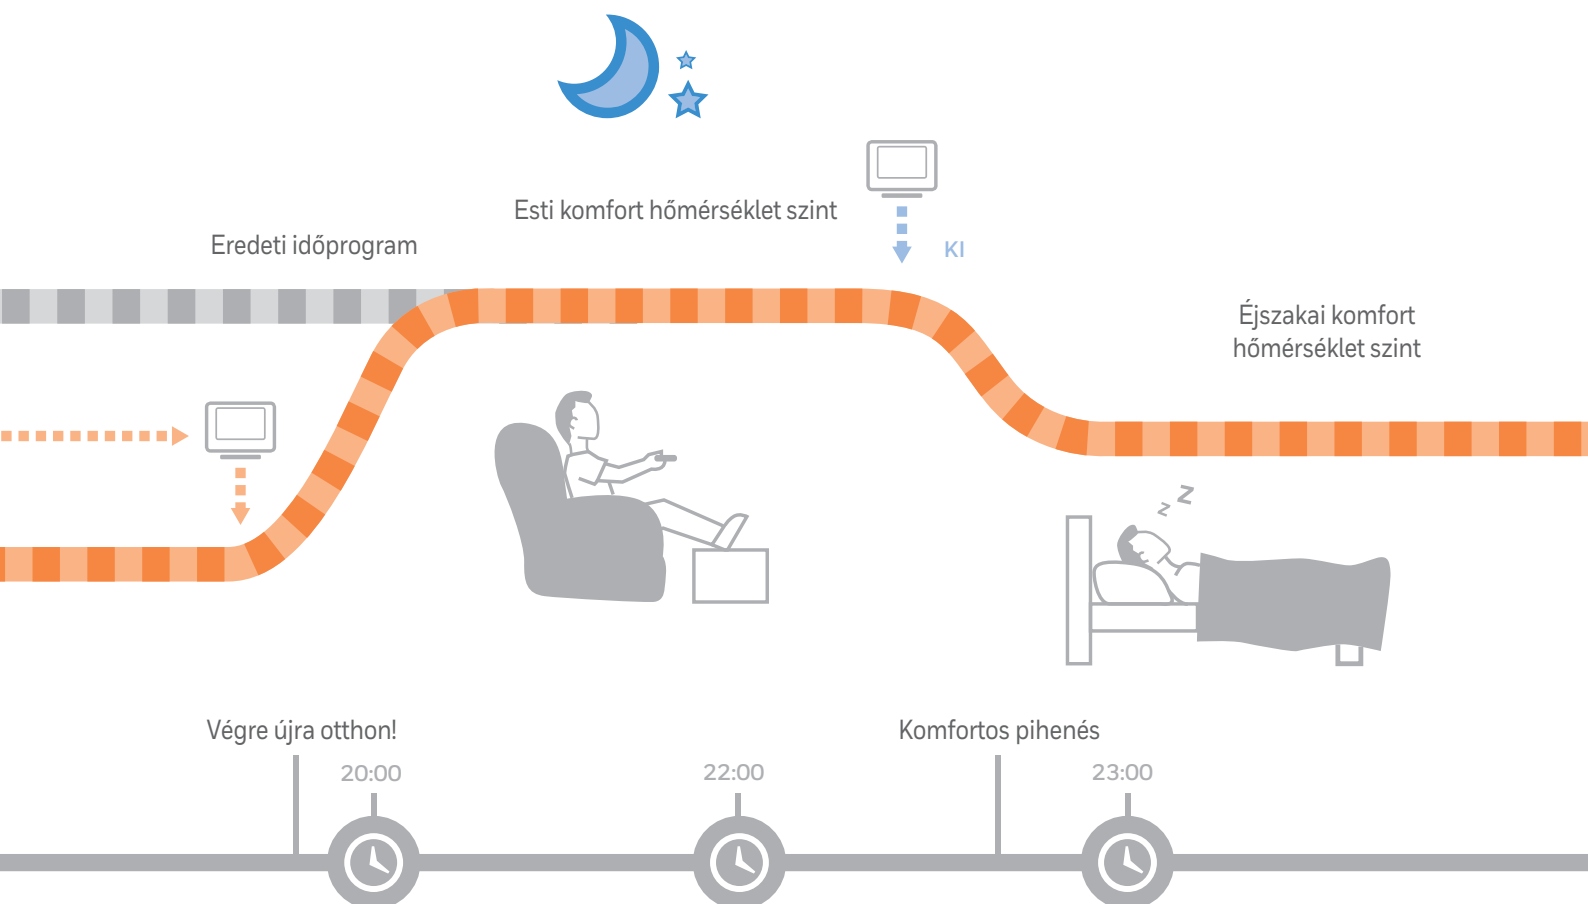 Esti komfort hőmérséklet szint
Eredeti időprogram
KI
Éjszakai komfort
hőmérséklet szint
z Z
Végre újra otthon!
Komfortos pihenés
20:00
22:00
23:00